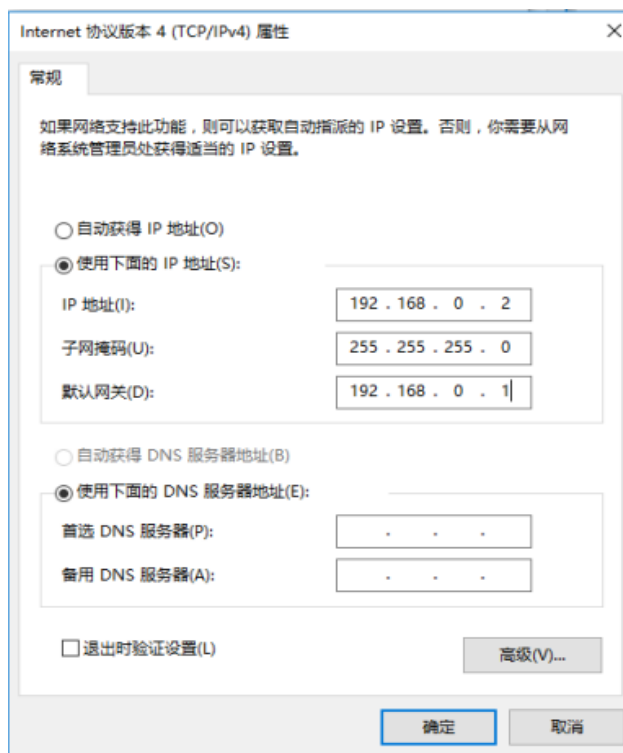 Internet 协议版本 4 (TCP/IPv4) 属性
常规
如果网络支持此功能，则可以获取自动指派的 IP 设置。否则，你需要从网
络系统管理员处获得适当的 IP 设置。
自动获得 IP 地址(O)
使用下面的 IP 地址(S):
IP 地址(I): 192 . 168 . 0 . 2
子网掩码(U): 255 . 255 . 255 . 0
默认网关(D): 192 . 168 . 0 . 1
自动获得 DNS 服务器地址(B)
使用下面的 DNS 服务器地址(E):
首选 DNS 服务器(P): . . .
备用 DNS 服务器(A): . . .
退出时验证设置(L)
高级(V)...
确定 取消